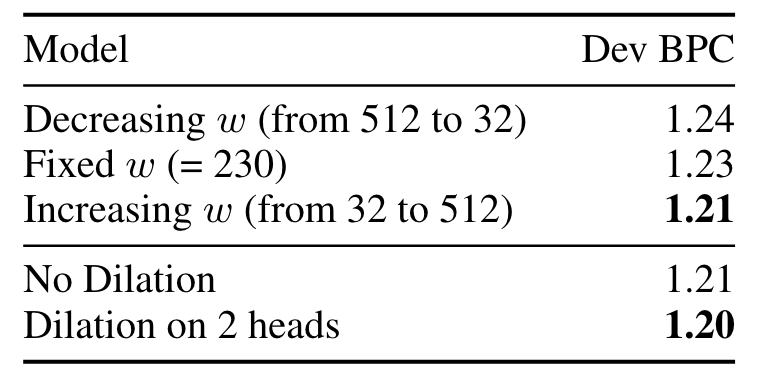 Model Dev BPC
Decreasing w (from 512 to 32) 1.24
Fixed w (= 230) 1.23
Increasing w (from 32 to 512) 1.21
No Dilation 1.21
Dilation on 2 heads 1.20